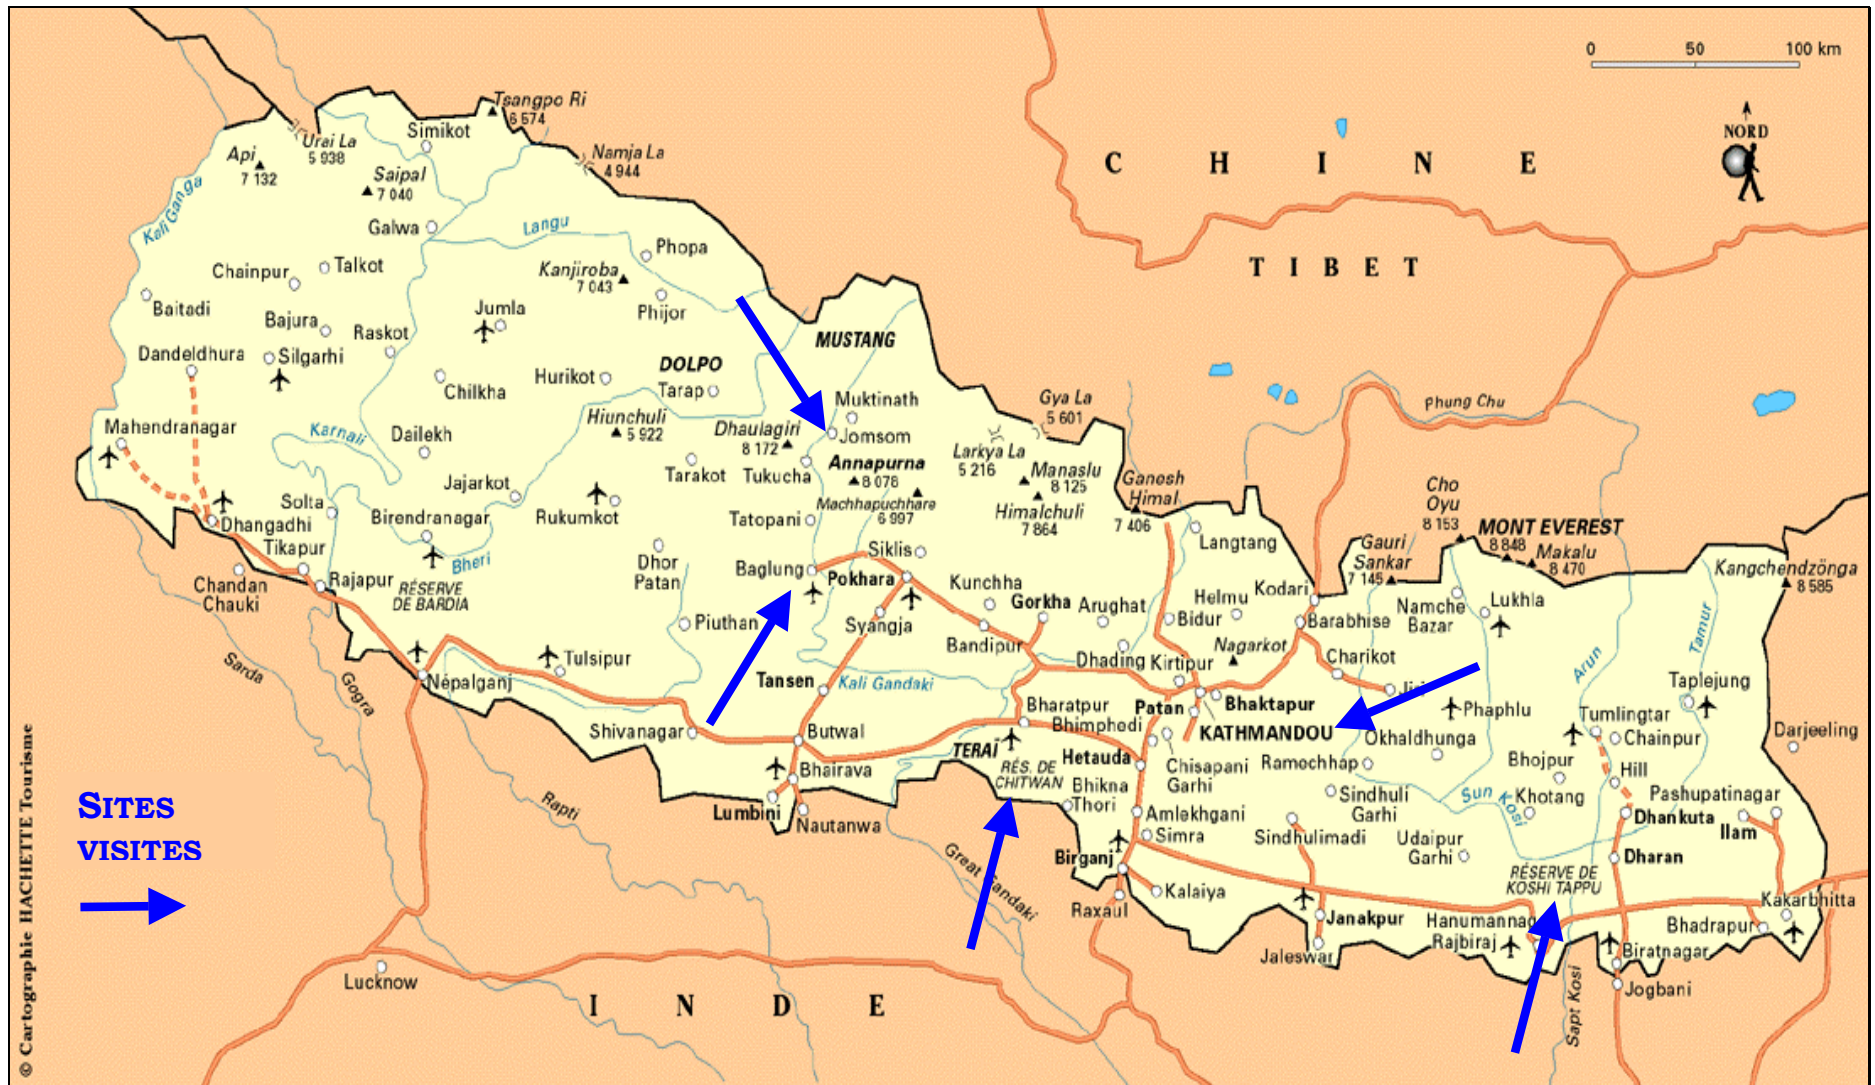 0 50 100 km
NORD
C H I N E
T I B E T
Tsangpo Ri
6 574
Simikot
Urai La
5 938
Api
7 132
Saipal
7 040
Namja La
4 944
Kali Ganga
Galwa
Langu
Phopa
Talkot
Chainpur
Kanjiroba
7 043
Baitadi
Phijor
Jumla
Bajura
Raskot
MUSTANG
Dandeldhura
Silgarhi
DOLPO
Hurikot
Tarap
Chilkha
Muktinath
Gya La
5 601
Phung Chu
Hiunchuli
5 922
Mahendranagar
Karnali
Dailekh
Dhaulagiri
8 172
Jomsom
Larkya La
5 216
Annapurna
8 078
Manaslu
8 125
Tarakot
Tukucha
Ganesh
Himal
7 406
Cho
Oyu
8 153
Jajarkot
Machhapuchhare
6 997
Himalchuli
7 864
Solta
Birendranagar
Rukumkot
Tatopani
MONT EVEREST
8 848
Dhangadhi
Langtang
Gauri
Sankar
7 145
Makalu
8 470
Tikapur
Siklis
Kangchendzönga
8 585
Bheri
Dhor
Patan
Baglung
Pokhara
Kunchha
Chandan
Chauki
Rajapur
RÉSERVE
DE BARDIA
Gorkha
Arughat
Helmu
Kodari
Namche
Bazar
Lukhla
Piuthan
Syangja
Bidur
Barabhise
Tamur
Bandipur
Nagarkot
Sarda
Tulsipur
Dhading
Kirtipur
Charikot
Arun
Gogra
Népalganj
Tansen
Kali Gandaki
Taplejung
Bharatpur
Patan
Bhaktapur
Phaphlu
Tumlingtar
Shivanagar
Butwal
Bhimphedi
KATHMANDOU
Chainpur
Darjeeling
TERAÏ
Okhaldhunga
Hetauda
Bhairava
RÉS. DE
CHITWAN
Chisapani
Garhi
Ramochhap
Bhojpur
Hill
Bhikna
Thori
Sindhuli
Garhi
Sun Kosi
Khotang
Pashupatinagar
SITES
VISITES
Rapti
Lumbini
Nautanwa
Amlekhgani
Simra
Sindhulimadi
Udaipur
Garhi
Dhankuta
Ilam
Birganj
Dharan
Great Gandaki
Kalaiya
RÉSERVE DE
KOSHI TAPPU
Raxaul
Janakpur
Hanumannag
Rajbiraj
Kakarbhitta
Bhadrapur
Jaleswar
Biratnagar
Lucknow
Jogbani
I N D E
Sapt Kosi
© Cartographie HACHETTE Tourisme